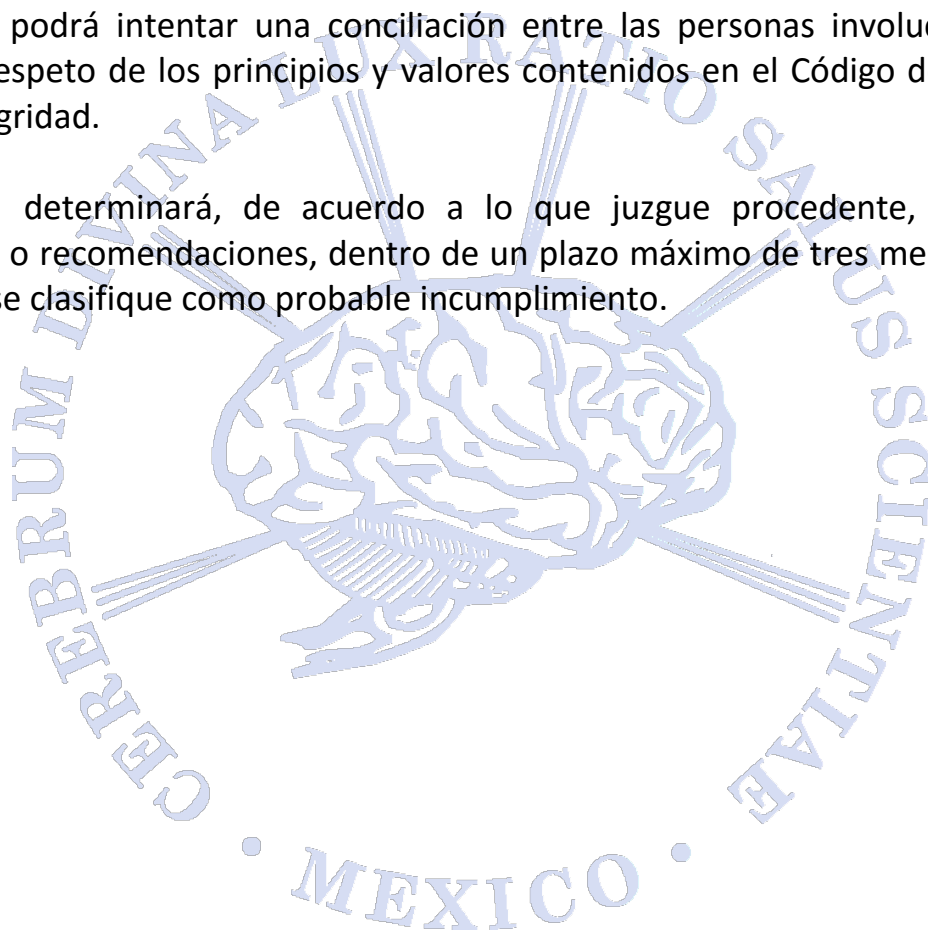 podrá intentar una conciliación entre las personas involuc
espeto de los principios y valores contenidos en el Código d
gridad.
determinará, de acuerdo a lo que juzgue procedente,
o recomendaciones, dentro de un plazo máximo de tres me
se clasifique como probable incumplimiento.
CEREBRUM DIVINA LUX RATIO SALUS SCIENTIAE
· MEXICO ·